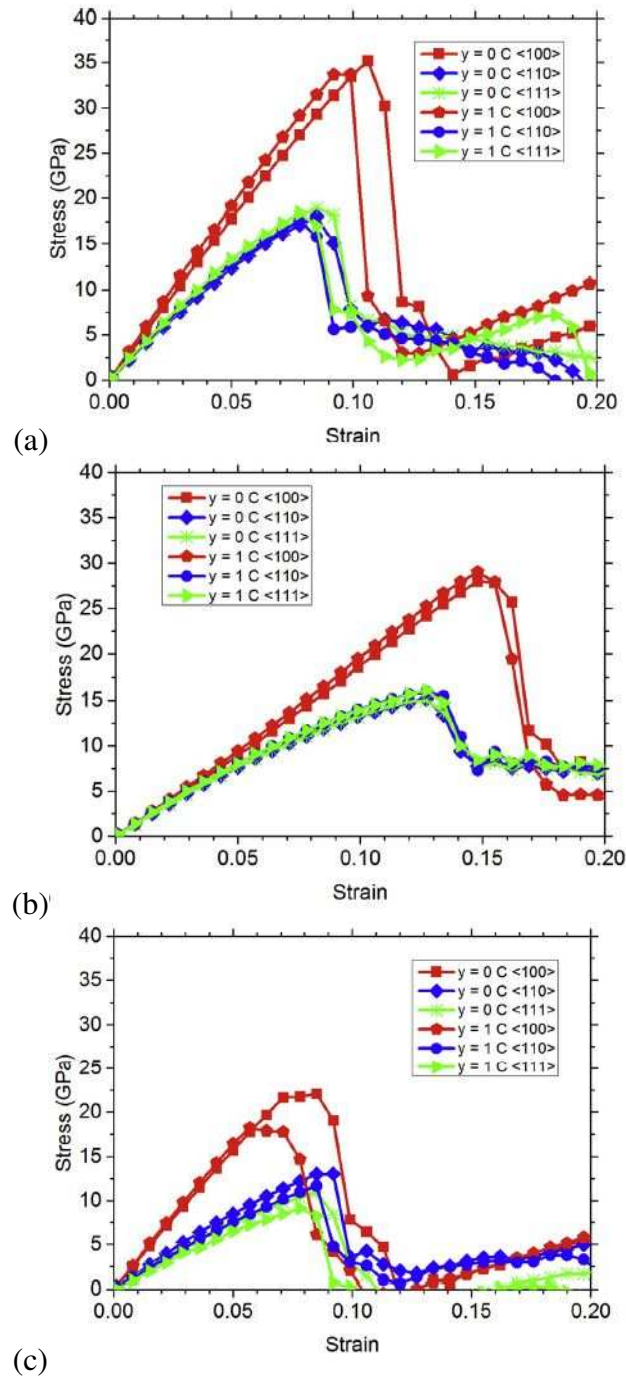 40
35
30
25
20
15
10
5
0
Stress (GPa)
y = 0 C <100>
y = 0 C <110>
y = 0 C <111>
y = 1 C <100>
y = 1 C <110>
y = 1 C <111>
0.00 0.05 0.10 0.15 0.20
Strain
(a)
40
35
30
25
20
15
10
5
0
Stress (GPa)
y = 0 C <100>
y = 0 C <110>
y = 0 C <111>
y = 1 C <100>
y = 1 C <110>
y = 1 C <111>
0.00 0.05 0.10 0.15 0.20
Strain
(b)
40
35
30
25
20
15
10
5
0
Stress (GPa)
y = 0 C <100>
y = 0 C <110>
y = 0 C <111>
y = 1 C <100>
y = 1 C <110>
y = 1 C <111>
0.00 0.05 0.10 0.15 0.20
Strain
(c)